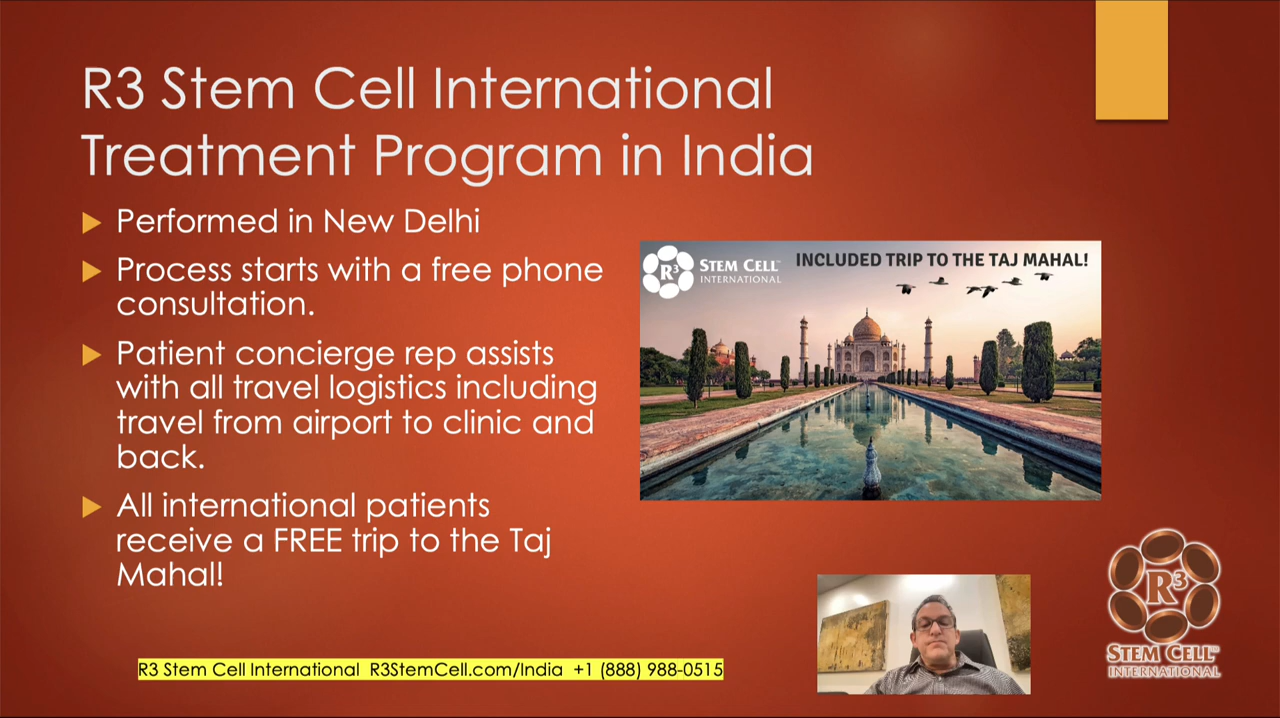 R3 Stem Cell International
Treatment Program in India
Performed in New Delhi
Process starts with a free phone
consultation.
Patient concierge rep assists
with all travel logistics including
travel from airport to clinic and
back.
All international patients
receive a FREE trip to the Taj
Mahal!
R3 STEM CELL™
INTERNATIONAL
INCLUDED TRIP TO THE TAJ MAHAL!
R3 Stem Cell International R3StemCell.com/India +1 (888) 988-0515
R3
STEM CELL™
INTERNATIONAL